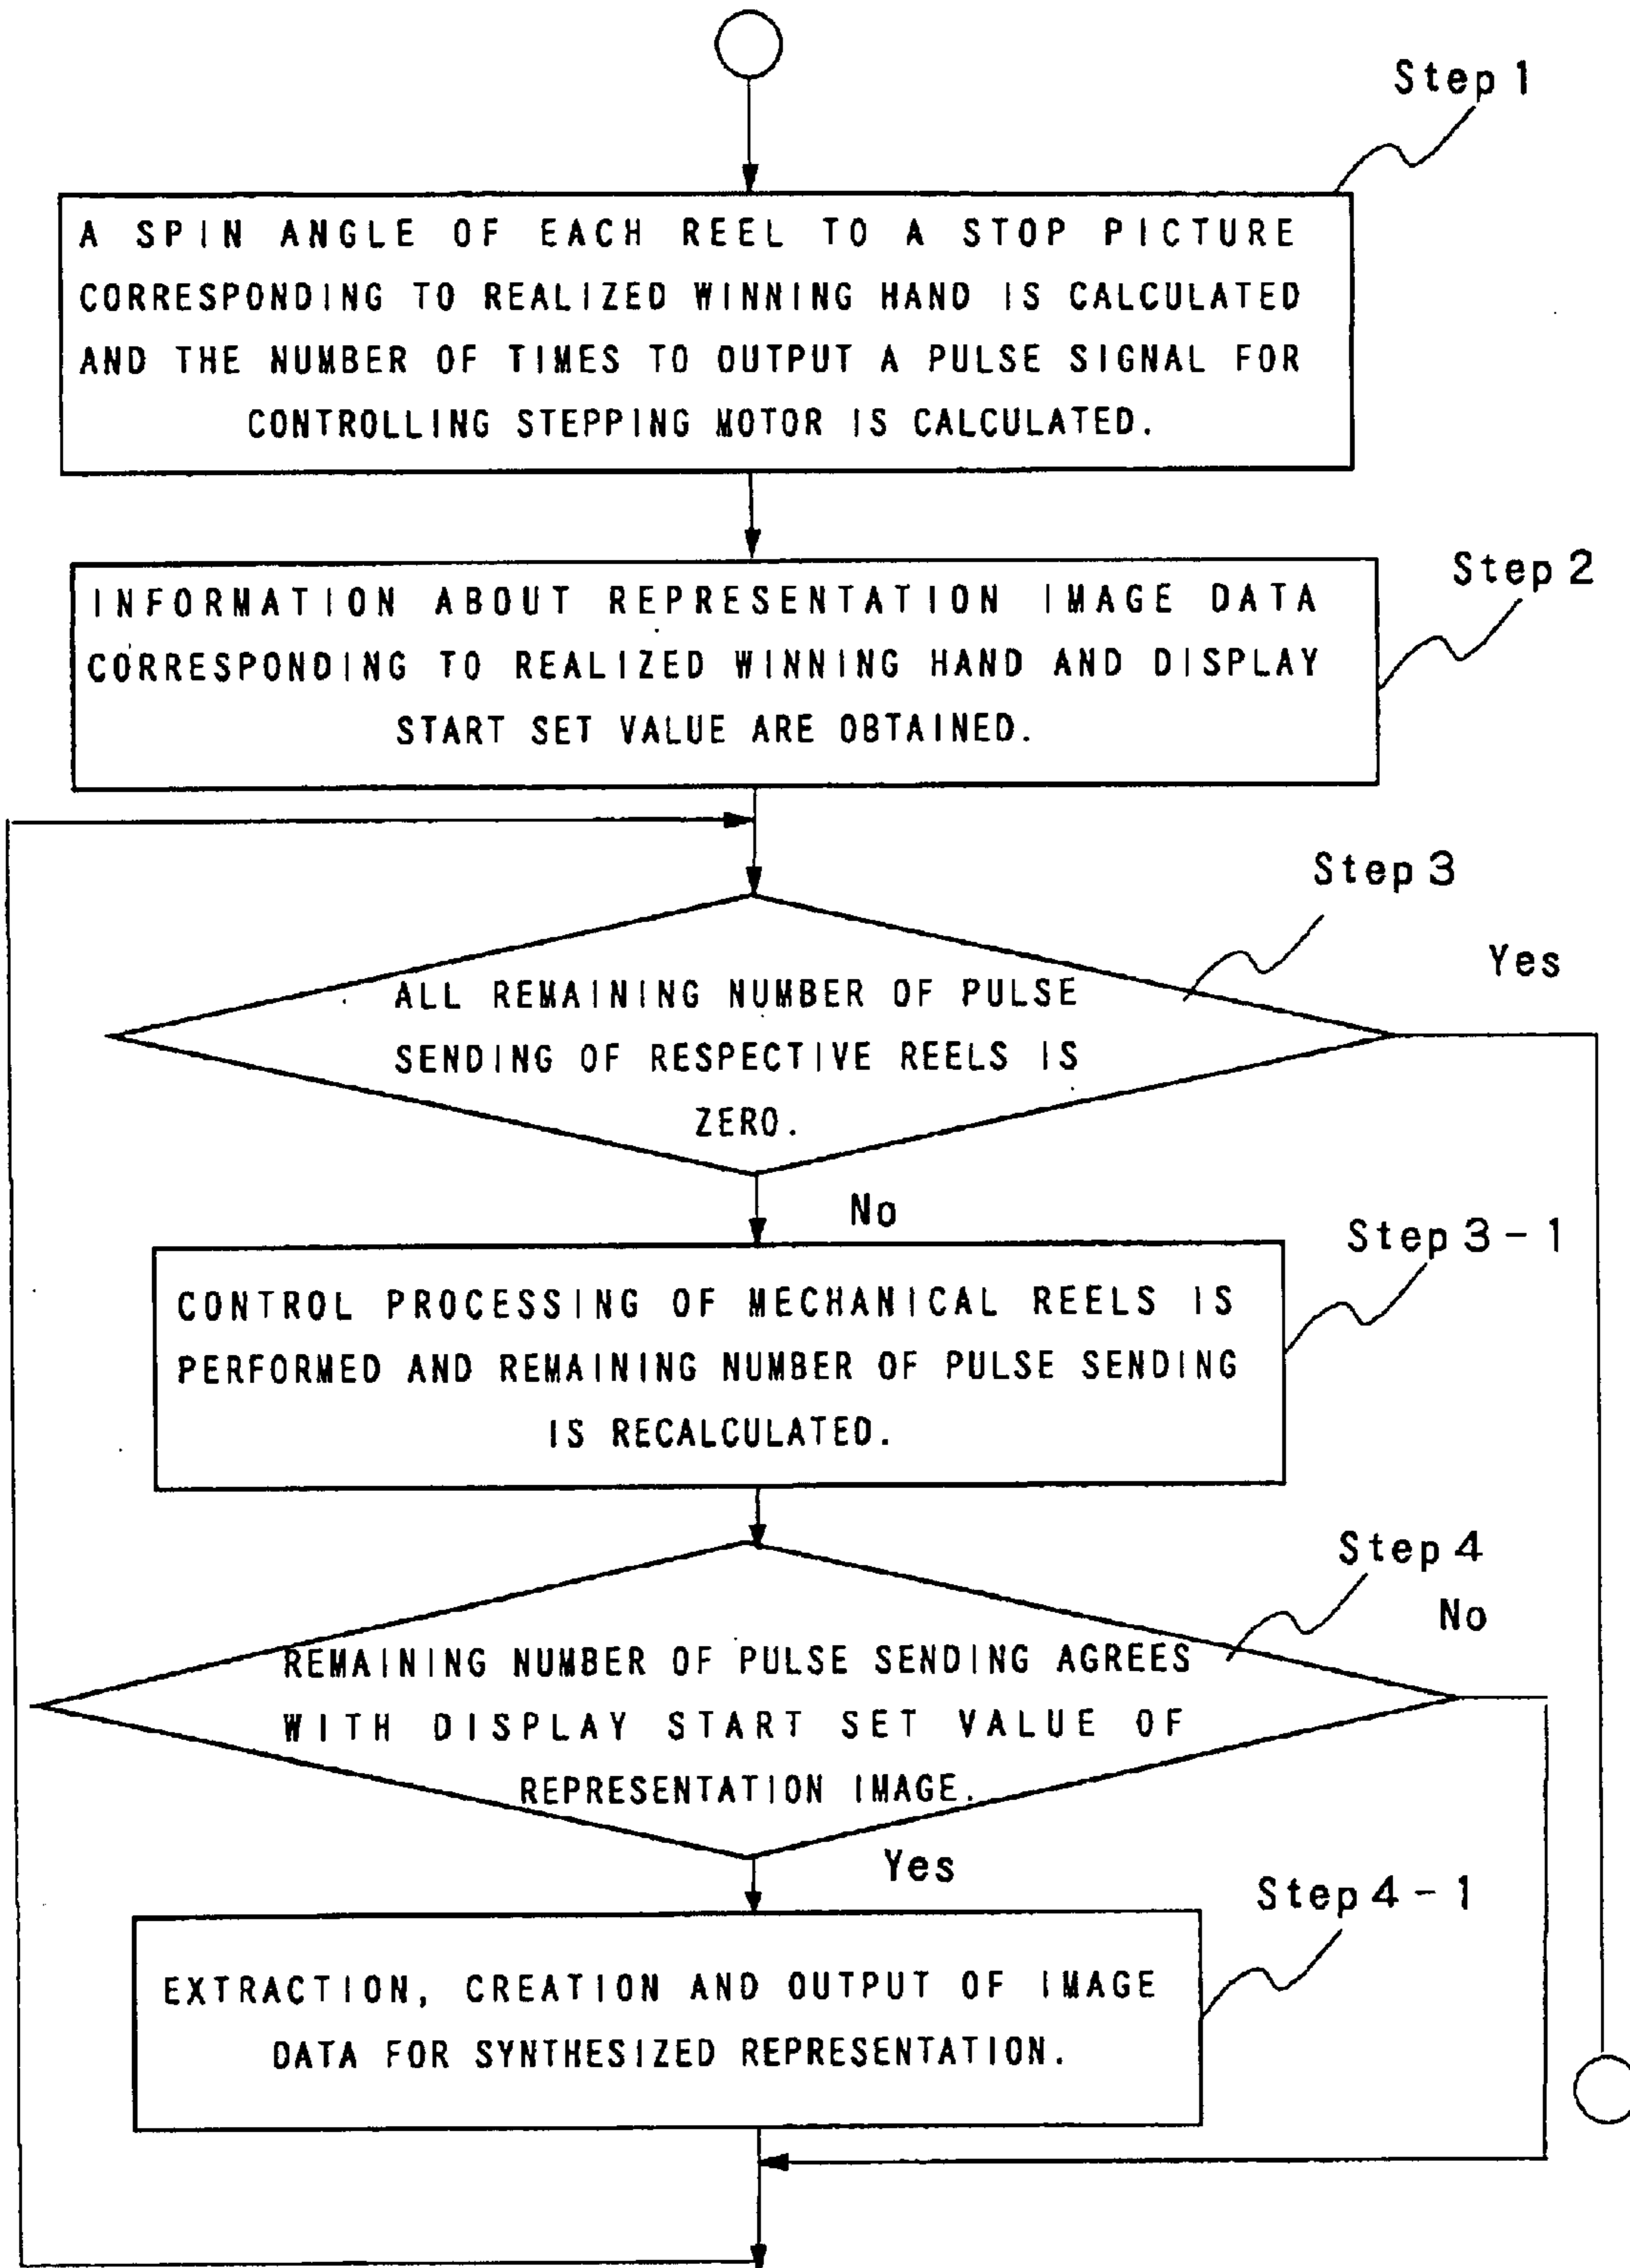 Step 1
A SPIN ANGLE OF EACH REEL TO A STOP PICTURE
CORRESPONDING TO REALIZED WINNING HAND IS CALCULATED
AND THE NUMBER OF TIMES TO OUTPUT A PULSE SIGNAL FOR
CONTROLLING STEPPING MOTOR IS CALCULATED.
Step 2
INFORMATION ABOUT REPRESENTATION IMAGE DATA
CORRESPONDING TO REALIZED WINNING HAND AND DISPLAY
START SET VALUE ARE OBTAINED.
Step 3
Yes
ALL REMAINING NUMBER OF PULSE
SENDING OF RESPECTIVE REELS IS
ZERO.
No
Step 3-1
CONTROL PROCESSING OF MECHANICAL REELS IS
PERFORMED AND REMAINING NUMBER OF PULSE SENDING
IS RECALCULATED.
Step 4
No
REMAINING NUMBER OF PULSE SENDING AGREES
WITH DISPLAY START SET VALUE OF
REPRESENTATION IMAGE.
Yes
Step 4-1
EXTRACTION, CREATION AND OUTPUT OF IMAGE
DATA FOR SYNTHESIZED REPRESENTATION.